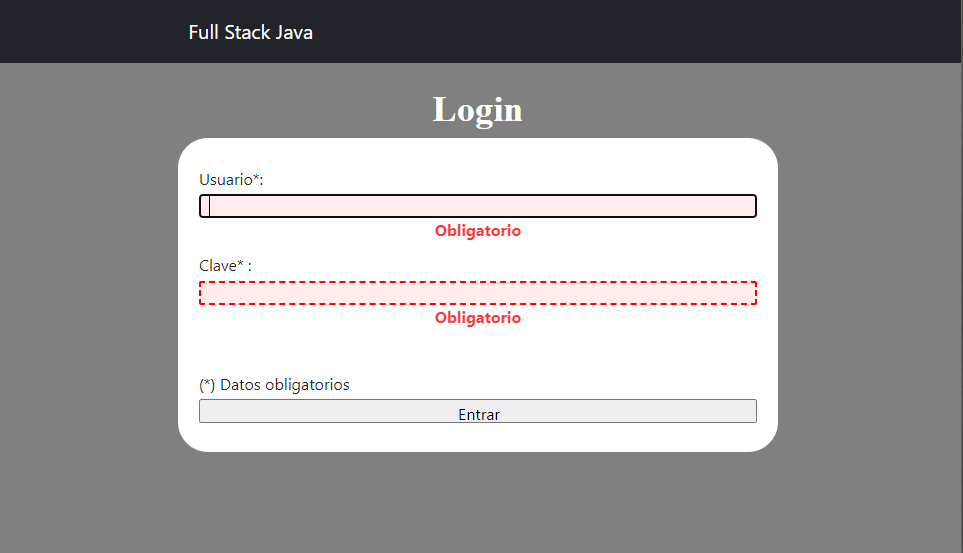 Full Stack Java
Login
Usuario*:
Obligatorio
Clave* :
Obligatorio
(*) Datos obligatorios
Entrar